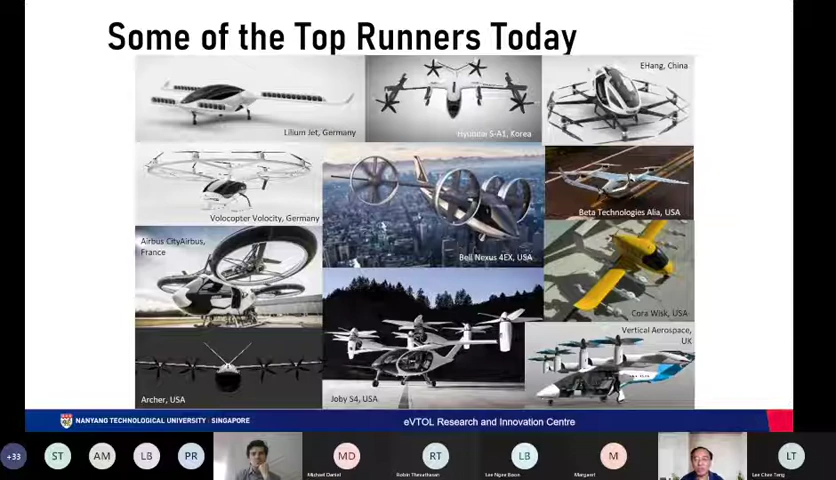 Some of the Top Runners Today
Lilium Jet, Germany
Hyundai S-A1, Korea
EHang, China
Volocopter Volocity, Germany
Bell Nexus 4EX, USA
Beta Technologies Alia, USA
Airbus CityAirbus,
France
Cora Wisk, USA
Archer, USA
Joby S4, USA
Vertical Aerospace,
UK
NANYANG TECHNOLOGICAL UNIVERSITY | SINGAPORE
eVTOL Research and Innovation Centre
+33
ST
AM
LB
PR
MD
Michael Daniel
RT
LB
M
Margaret
LT